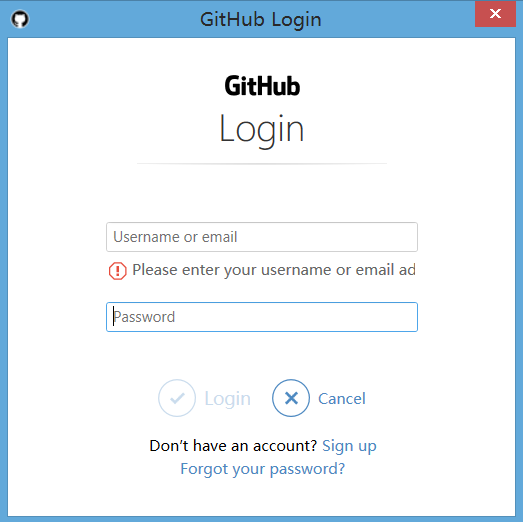 GitHub Login
GitHub
Login
Username or email
Please enter your username or email ad
Password
Login Cancel
Don't have an account? Sign up
Forgot your password?